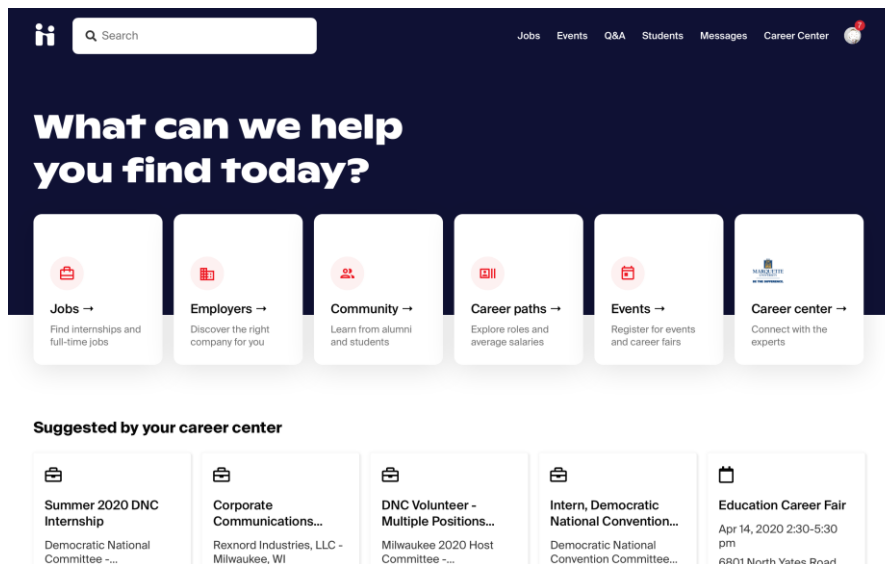 Search
Jobs Events Q&A Students Messages Career Center
7
What can we help
you find today?
Jobs →
Find internships and
full-time jobs
Employers →
Discover the right
company for you
Community →
Learn from alumni
and students
Career paths →
Explore roles and
average salaries
Events →
Register for events
and career fairs
MARQUETTE
UNIVERSITY
BE THE DIFFERENCE.
Career center →
Connect with the
experts
Suggested by your career center
Summer 2020 DNC
Internship
Democratic National
Committee -...
Corporate
Communications...
Rexnord Industries, LLC -
Milwaukee, WI
DNC Volunteer -
Multiple Positions...
Milwaukee 2020 Host
Committee -...
Intern, Democratic
National Convention...
Democratic National
Convention Committee...
Education Career Fair
Apr 14, 2020 2:30-5:30
pm
6801 North Yates Road